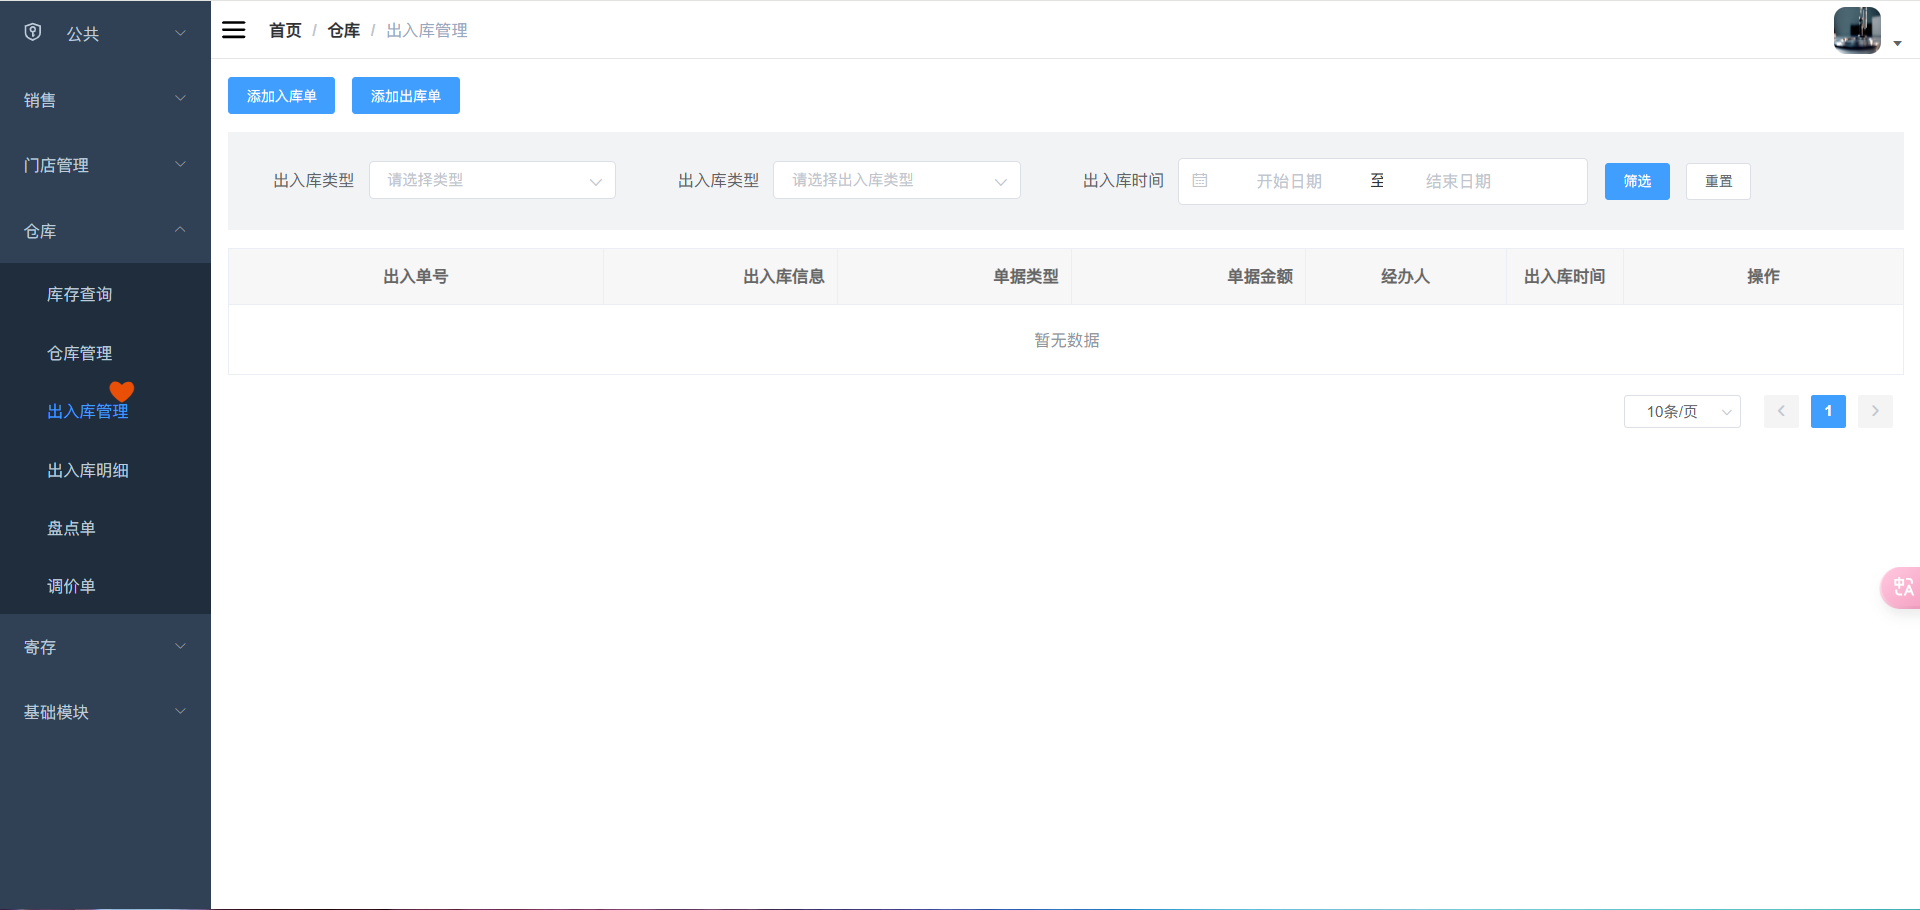 公共
销售
门店管理
仓库
库存查询
仓库管理
出入库管理
出入库明细
盘点单
调价单
寄存
基础模块
首页 / 仓库 / 出入库管理
添加入库单 添加出库单
出入库类型 请选择类型 出入库类型 请选择出入库类型 出入库时间 开始日期 至 结束日期 筛选 重置
出入单号 出入库信息 单据类型 单据金额 经办人 出入库时间 操作
暂无数据
10条/页 1
中A